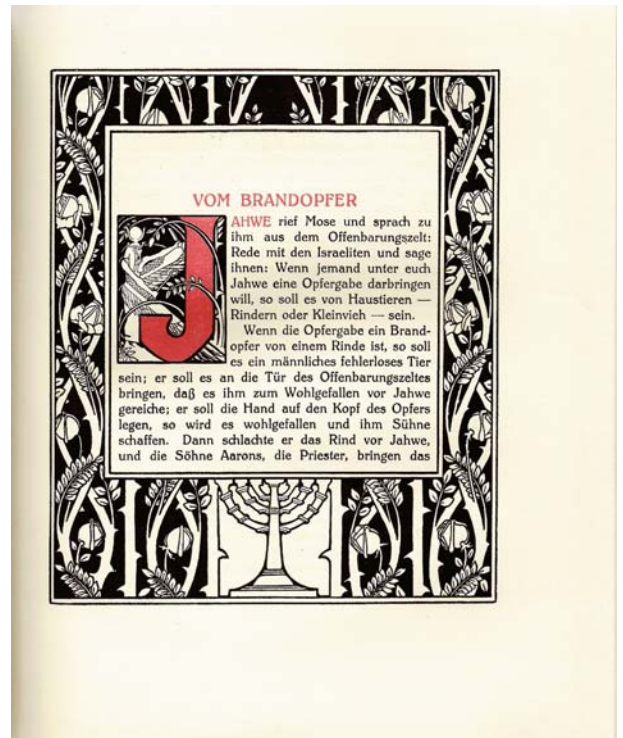 VOM BRANDOPFER
JAHWE rief Mose und sprach zu
ihm aus dem Offenbarungszelt:
Rede mit den Israeliten und sage
ihnen: Wenn jemand unter euch
Jahwe eine Opfergabe darbringen
will, so soll es von Haustieren —
Rindern oder Kleinvieh — sein.
Wenn die Opfergabe ein Brand-
opfer von einem Rinde ist, so soll
es ein männliches fehlerloses Tier
sein; er soll es an die Tür des Offenbarungszeltes
bringen, daß es ihm zum Wohlgefallen vor Jahwe
gereiche; er soll die Hand auf den Kopf des Opfers
legen, so wird es wohlgefallen und ihm Sühne
schaffen. Dann schlachte er das Rind vor Jahwe,
und die Söhne Aarons, die Priester, bringen das